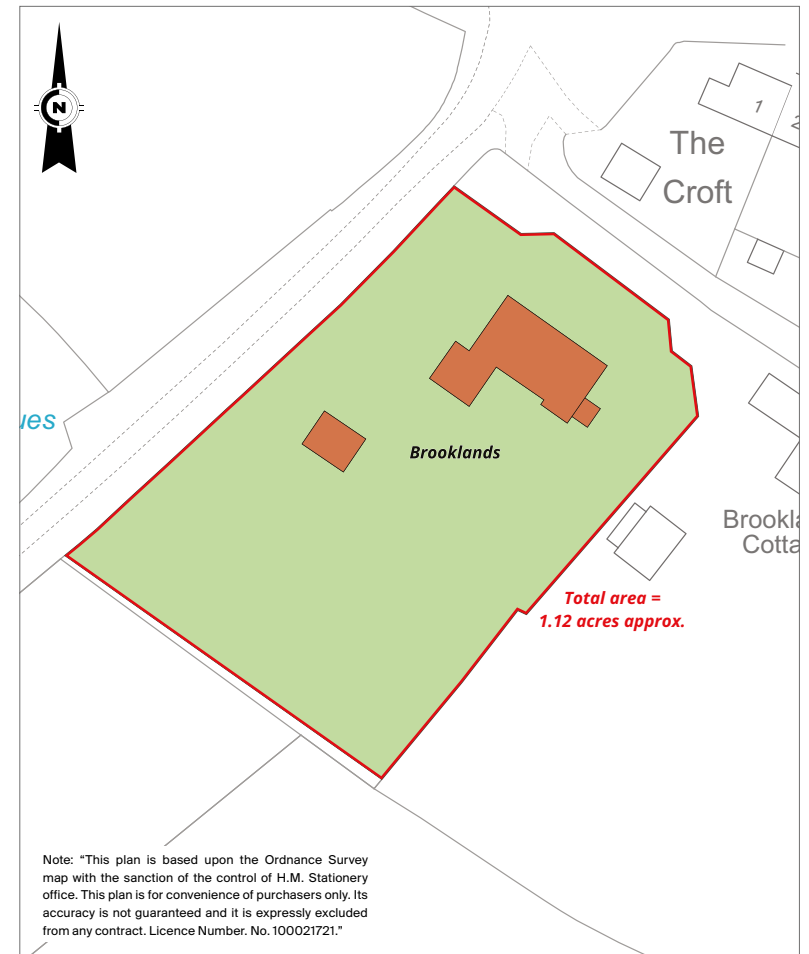 N
1
2
The
Croft
ues
Brooklands
Brookla
Cotta
Total area =
1.12 acres approx.
Note: “This plan is based upon the Ordnance Survey
map with the sanction of the control of H.M. Stationery
office. This plan is for convenience of purchasers only. Its
accuracy is not guaranteed and it is expressly excluded
from any contract. Licence Number. No. 100021721.”